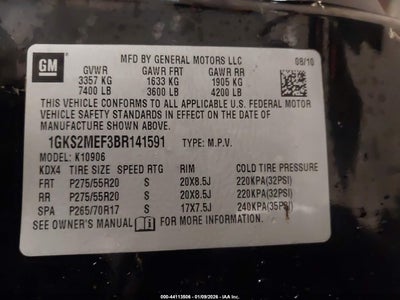 GM
MFD BY GENERAL MOTORS LLC 08/10
GVWR GAWR FRT GAWR RR
3357 KG 1633 KG 1905 KG
7400 LB 3600 LB 4200 LB
THIS VEHICLE CONFORMS TO ALL APPLICABLE U.S. FEDERAL MOTOR
VEHICLE SAFETY STANDARDS IN EFFECT ON THE DATE OF
MANUFACTURE SHOWN ABOVE.
1GKS2MEF3BR141591 TYPE: M.P.V.
MODEL: K10906
KDX4 TIRE SIZE SPEED RTG RIM COLD TIRE PRESSURE
FRT P275/55R20 S 20X8.5J 220KPA(32PSI)
RR P275/55R20 S 20X8.5J 220KPA(32PSI)
SPA P265/70R17 S 17X7.5J 240KPA(35PSI)
SEE OWNER'S MANUAL
000-44113506 - 01/09/2026 - IAA Inc.